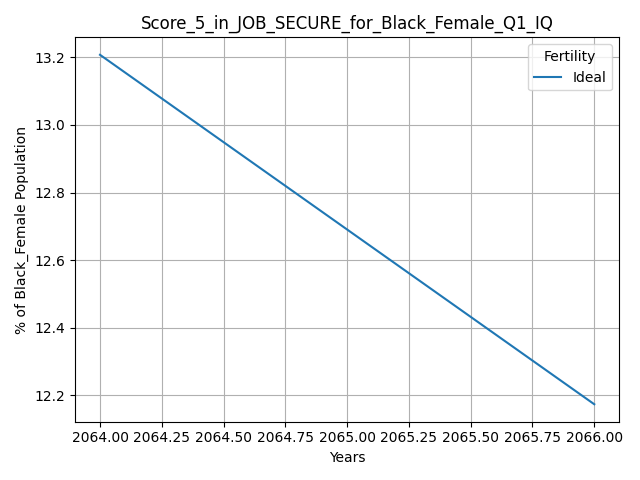 Score_5_in_JOB_SECURE_for_Black_Female_Q1_IQ
Fertility
Ideal
% of Black_Female Population
13.2
13.0
12.8
12.6
12.4
12.2
2064.00 2064.25 2064.50 2064.75 2065.00 2065.25 2065.50 2065.75 2066.00
Years